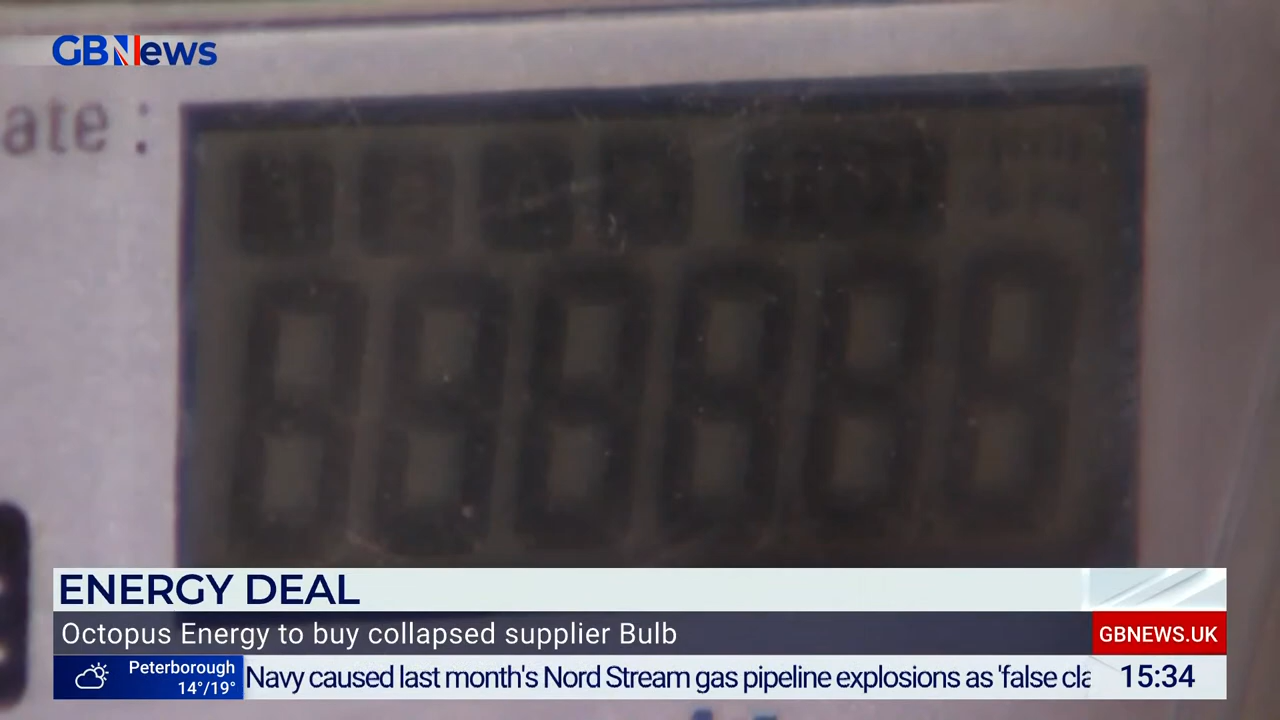 GBNews
ate :
888888
ENERGY DEAL
Octopus Energy to buy collapsed supplier Bulb
GBNEWS.UK
Peterborough
14°/19°
Navy caused last month's Nord Stream gas pipeline explosions as 'false cla
15:34